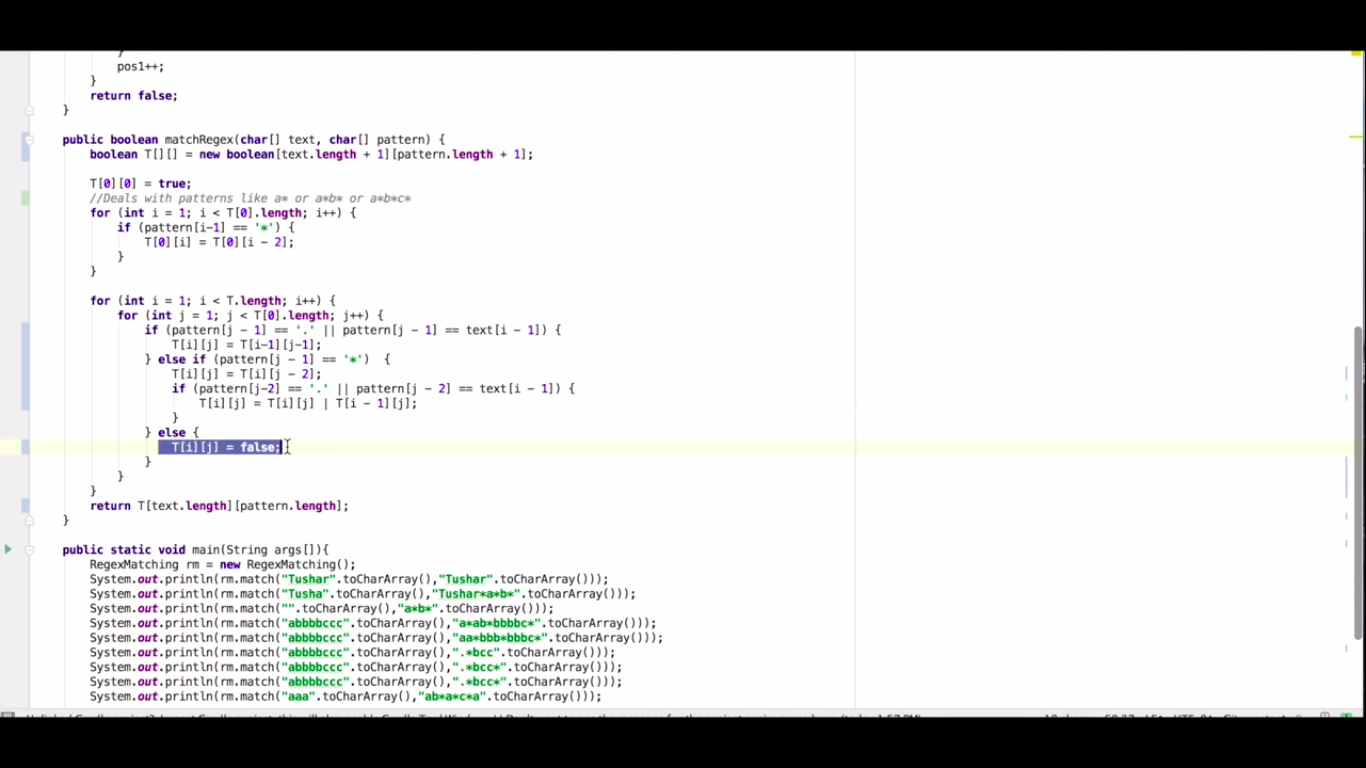 }
pos1++;
}
return false;
}
public boolean matchRegex(char[] text, char[] pattern) {
boolean T[][] = new boolean[text.length + 1][pattern.length + 1];
T[0][0] = true;
//Deals with patterns like a* or a*b* or a*b*c*
for (int i = 1; i < T[0].length; i++) {
if (pattern[i-1] == '*') {
T[0][i] = T[0][i - 2];
}
}
for (int i = 1; i < T.length; i++) {
for (int j = 1; j < T[0].length; j++) {
if (pattern[j - 1] == '.' || pattern[j - 1] == text[i - 1]) {
T[i][j] = T[i-1][j-1];
} else if (pattern[j - 1] == '*')  {
T[i][j] = T[i][j - 2];
if (pattern[j-2] == '.' || pattern[j - 2] == text[i - 1]) {
T[i][j] = T[i][j] | T[i - 1][j];
}
} else {
T[i][j] = false;
}
}
}
return T[text.length][pattern.length];
}
public static void main(String args[]){
RegexMatching rm = new RegexMatching();
System.out.println(rm.match("Tushar".toCharArray(),"Tushar".toCharArray()));
System.out.println(rm.match("Tusha".toCharArray(),"Tushar*a*b*".toCharArray()));
System.out.println(rm.match("".toCharArray(),"a*b*".toCharArray()));
System.out.println(rm.match("abbbbccc".toCharArray(),"a*ab*bbbbc*".toCharArray()));
System.out.println(rm.match("abbbbccc".toCharArray(),"aa*bbb*bbbc*".toCharArray()));
System.out.println(rm.match("abbbbccc".toCharArray(),".*bcc".toCharArray()));
System.out.println(rm.match("abbbbccc".toCharArray(),".*bcc*".toCharArray()));
System.out.println(rm.match("abbbbccc".toCharArray(),".*bcc*".toCharArray()));
System.out.println(rm.match("aaa".toCharArray(),"ab*a*c*a".toCharArray()));